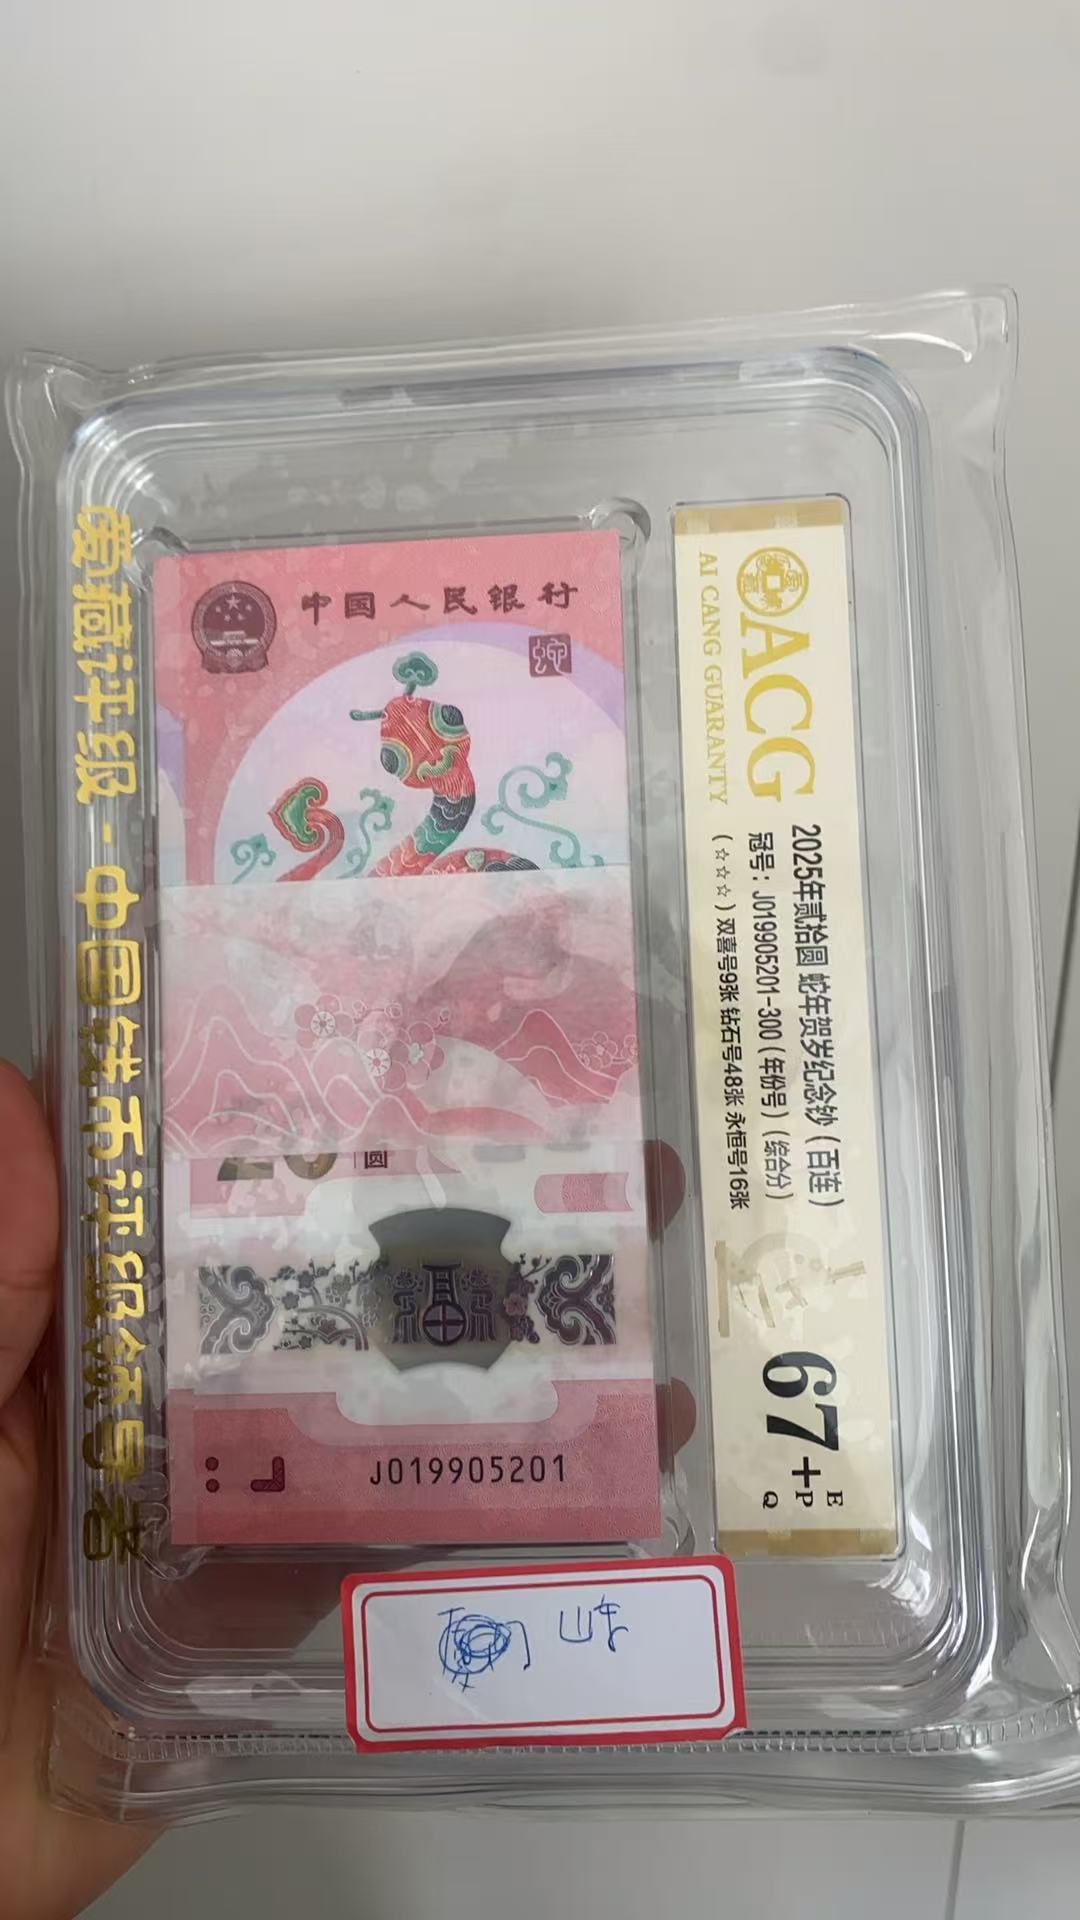 爱藏评级-中国钱币评级领导者
中国人民银行
蛇
20圆
J019905201
ACG
AI CANG GUARANTY
2025年贰拾圆 蛇年贺岁纪念钞（百连）
冠号：J019905201-300（年份号）（综合分）
（☆☆☆）双喜号9张 钻石号48张 永恒号16张
67+
E
P
Q